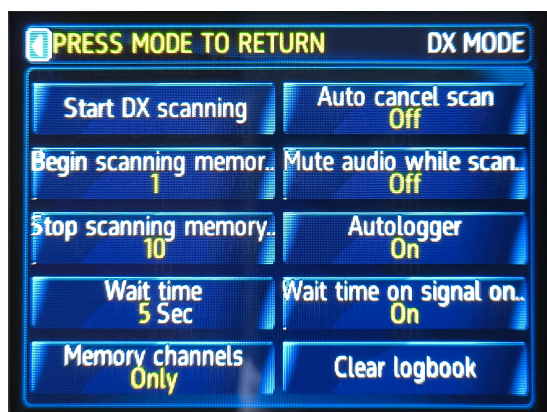 PRESS MODE TO RETURN DX MODE
Start DX scanning
Auto cancel scan
Off
Begin scanning memor..
1
Mute audio while scan..
Off
Stop scanning memory..
10
Autologger
On
Wait time
5 Sec
Wait time on signal on..
On
Memory channels
Only
Clear logbook